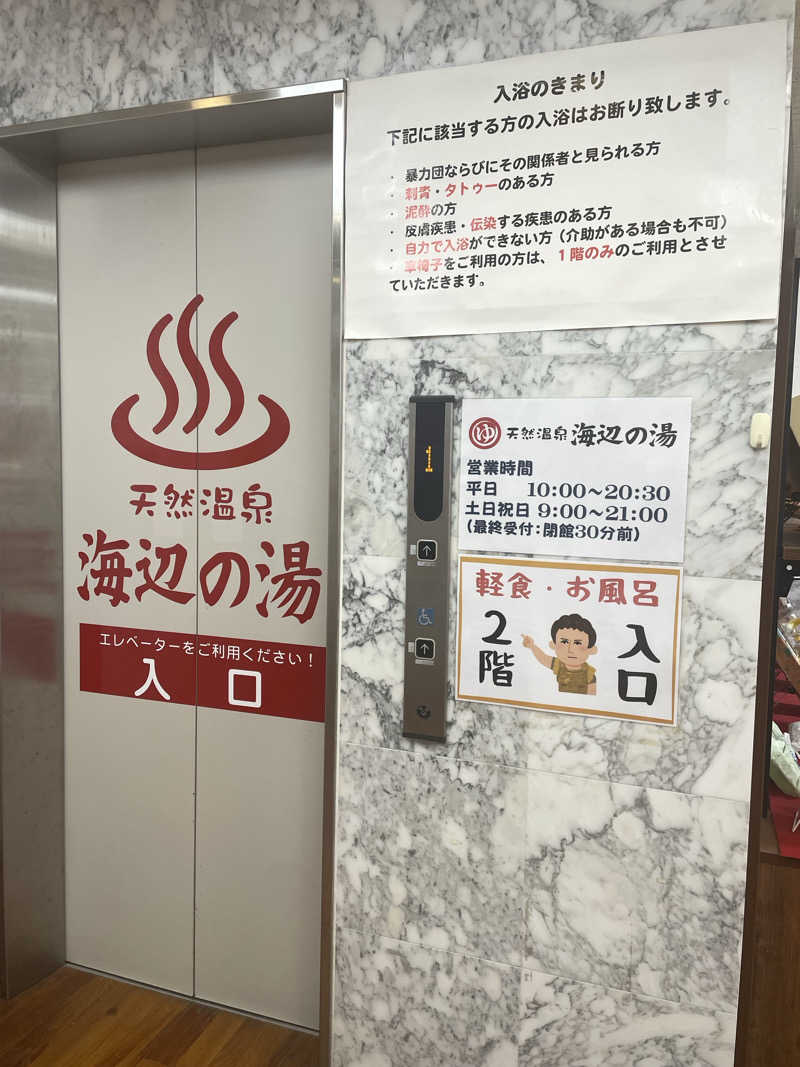 入浴のきまり
下記に該当する方の入浴はお断り致します。
・ 暴力団ならびにその関係者と見られる方
・ 刺青・タトゥーのある方
・ 泥酔の方
・ 皮膚疾患・伝染する疾患のある方
・ 自力で入浴ができない方（介助がある場合も不可）
・ 車椅子をご利用の方は、１階のみのご利用とさせ
ていただきます。
天然温泉
海辺の湯
エレベーターをご利用ください！
入口
1
ゆ 天然温泉 海辺の湯
営業時間
平日 10:00～20:30
土日祝日 9:00～21:00
（最終受付：閉館30分前）
軽食・お風呂
2階
入口